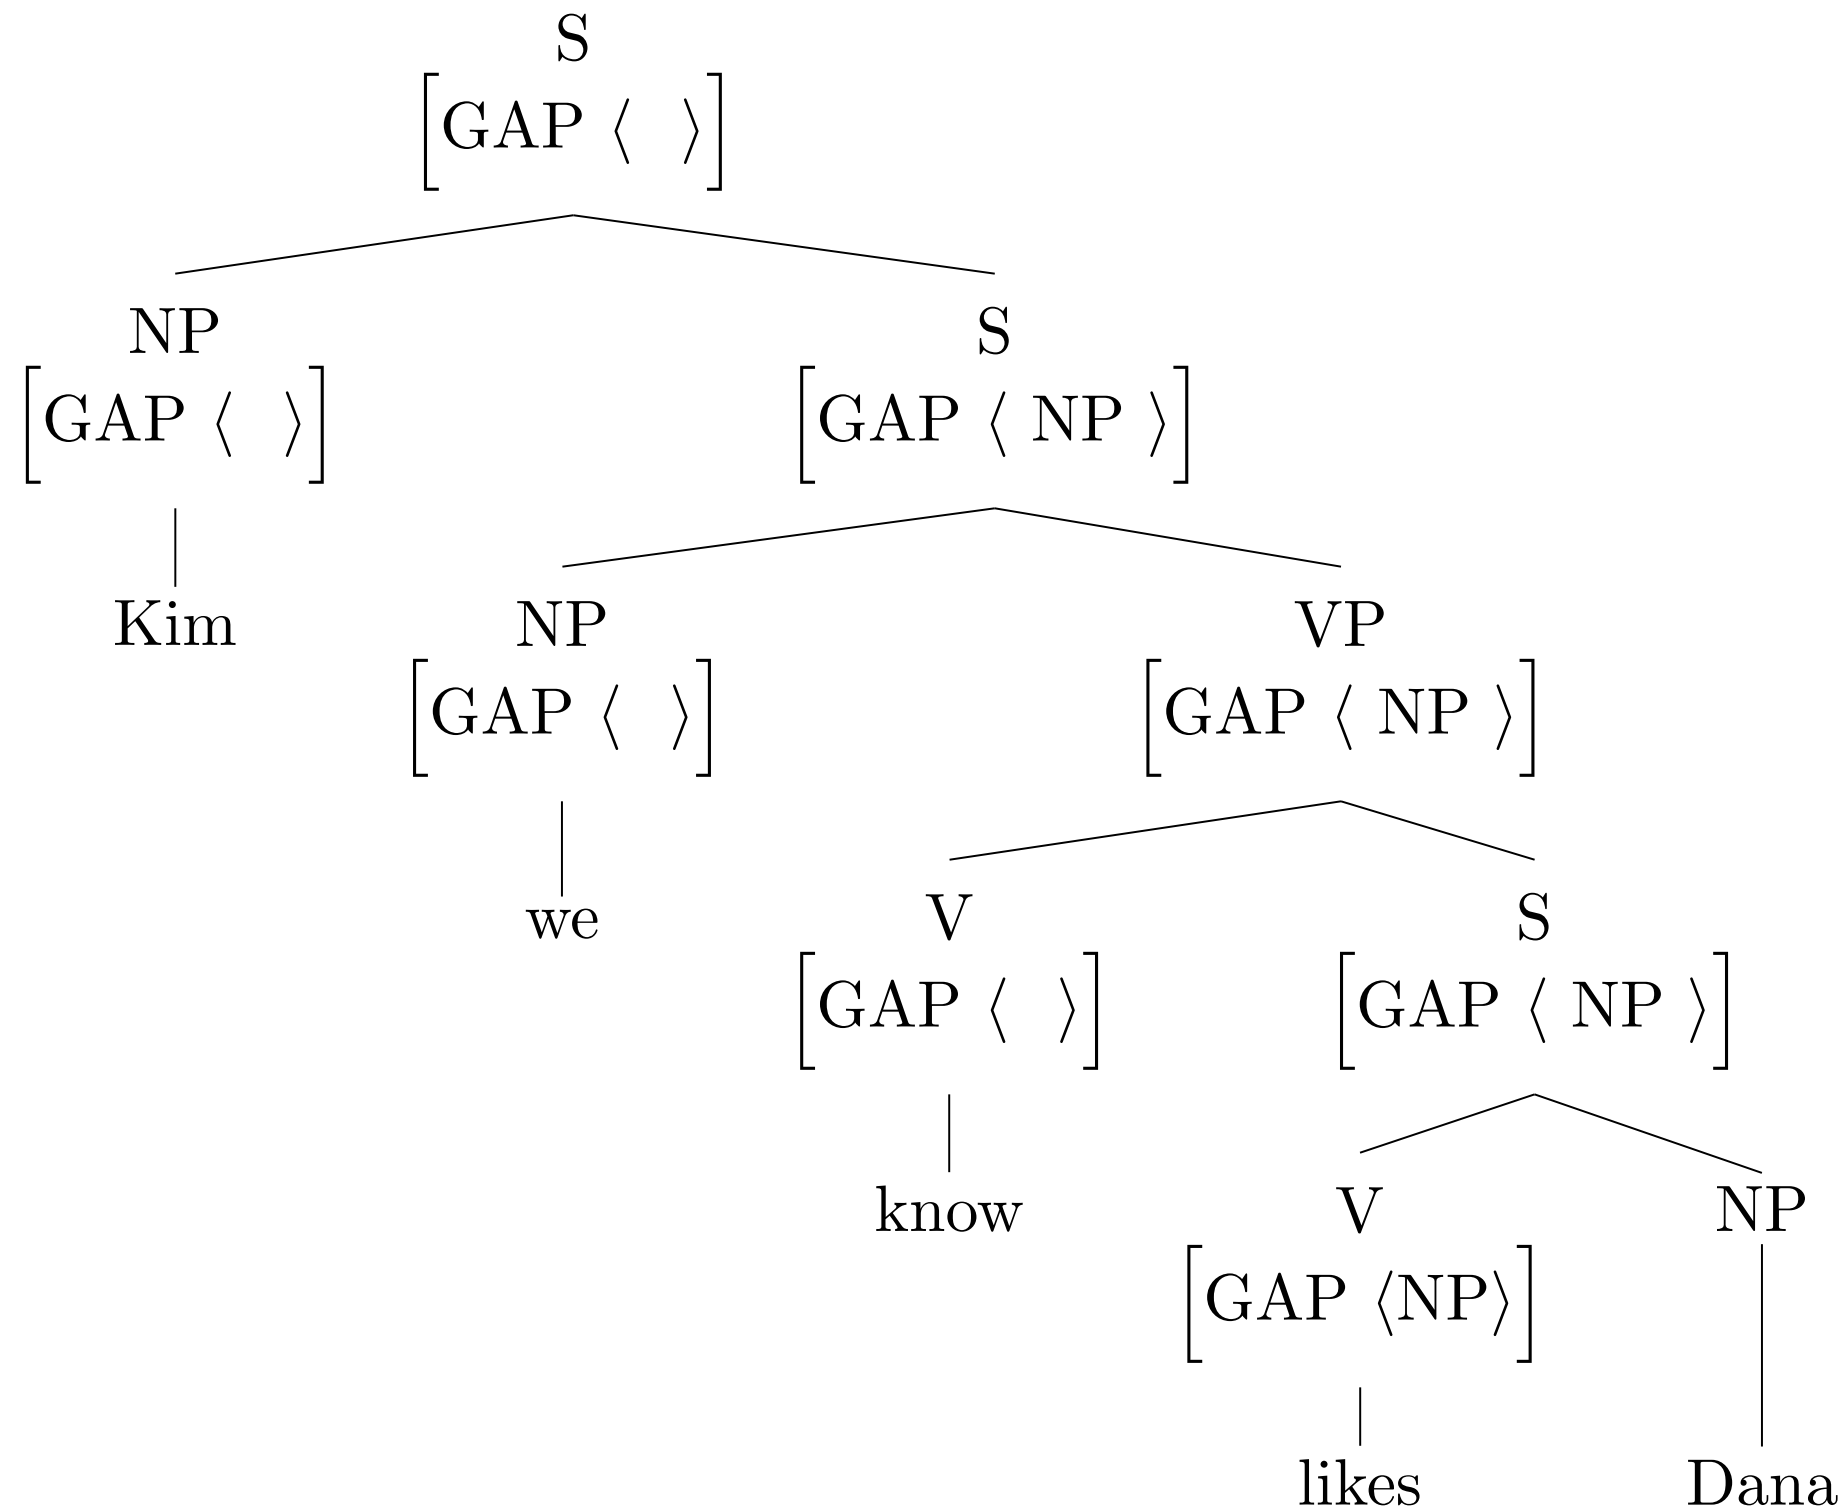 S
[GAP ⟨ ⟩]
NP S
[GAP ⟨ ⟩] [GAP ⟨ NP ⟩]
Kim NP VP
[GAP ⟨ ⟩] [GAP ⟨ NP ⟩]
we V S
[GAP ⟨ ⟩] [GAP ⟨ NP ⟩]
know V NP
[GAP ⟨NP⟩]
likes Dana